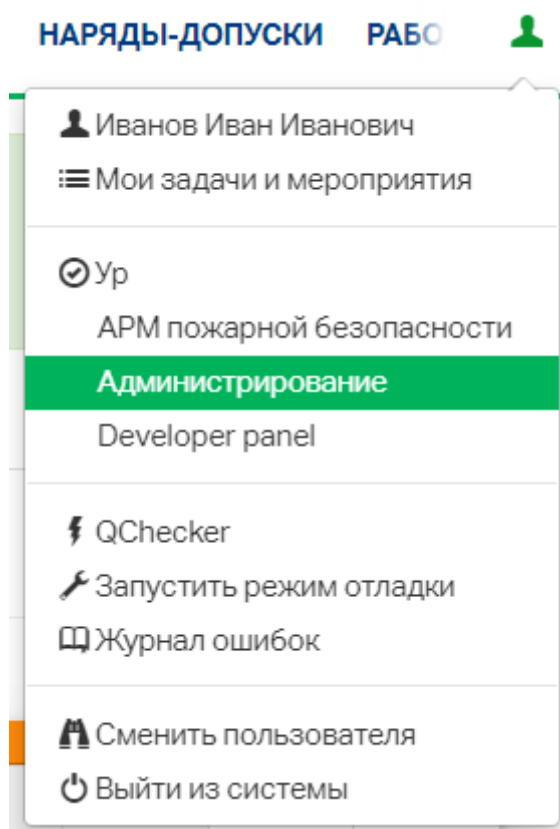 НАРЯДЫ-ДОПУСКИ РАБО
Иванов Иван Иванович
Мои задачи и мероприятия
Ур
АРМ пожарной безопасности
Администрирование
Developer panel
QChecker
Запустить режим отладки
Журнал ошибок
Сменить пользователя
Выйти из системы